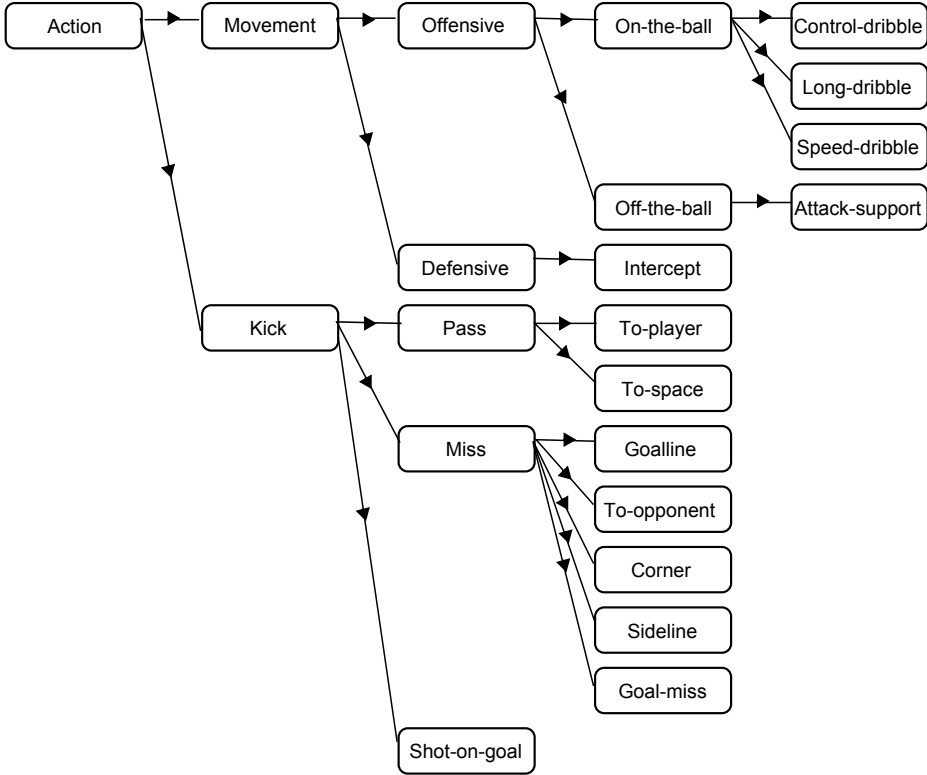 Action
Movement
Offensive
On-the-ball
Control-dribble
Long-dribble
Speed-dribble
Off-the-ball
Attack-support
Defensive
Intercept
Kick
Pass
To-player
To-space
Miss
Goalline
To-opponent
Corner
Sideline
Goal-miss
Shot-on-goal